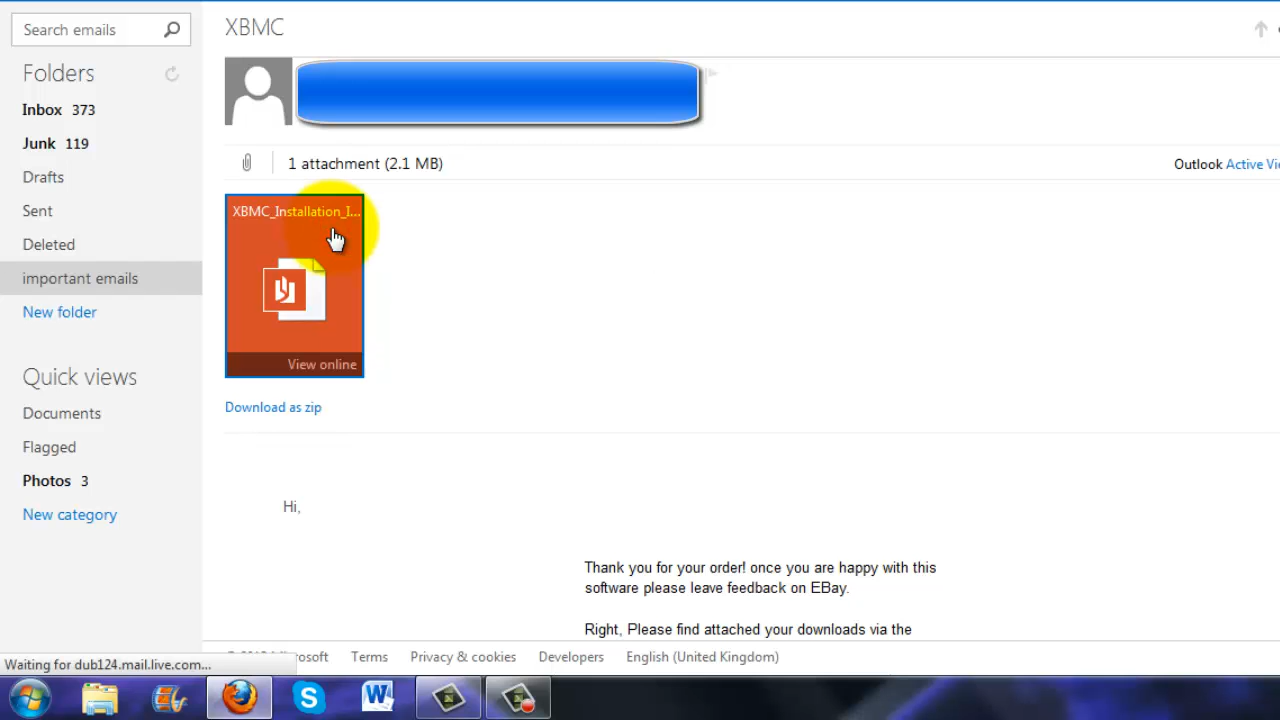 Search emails
XBMC
Folders
Inbox 373
Junk 119
Drafts
Sent
Deleted
important emails
New folder
Quick views
Documents
Flagged
Photos 3
New category
1 attachment (2.1 MB)
Outlook Active Vi
XBMC_Installation_I...
View online
Download as zip
Hi,
Thank you for your order! once you are happy with this
software please leave feedback on EBay.
Right, Please find attached your downloads via the
Terms Privacy & cookies Developers English (United Kingdom)
Waiting for dub124.mail.live.com...